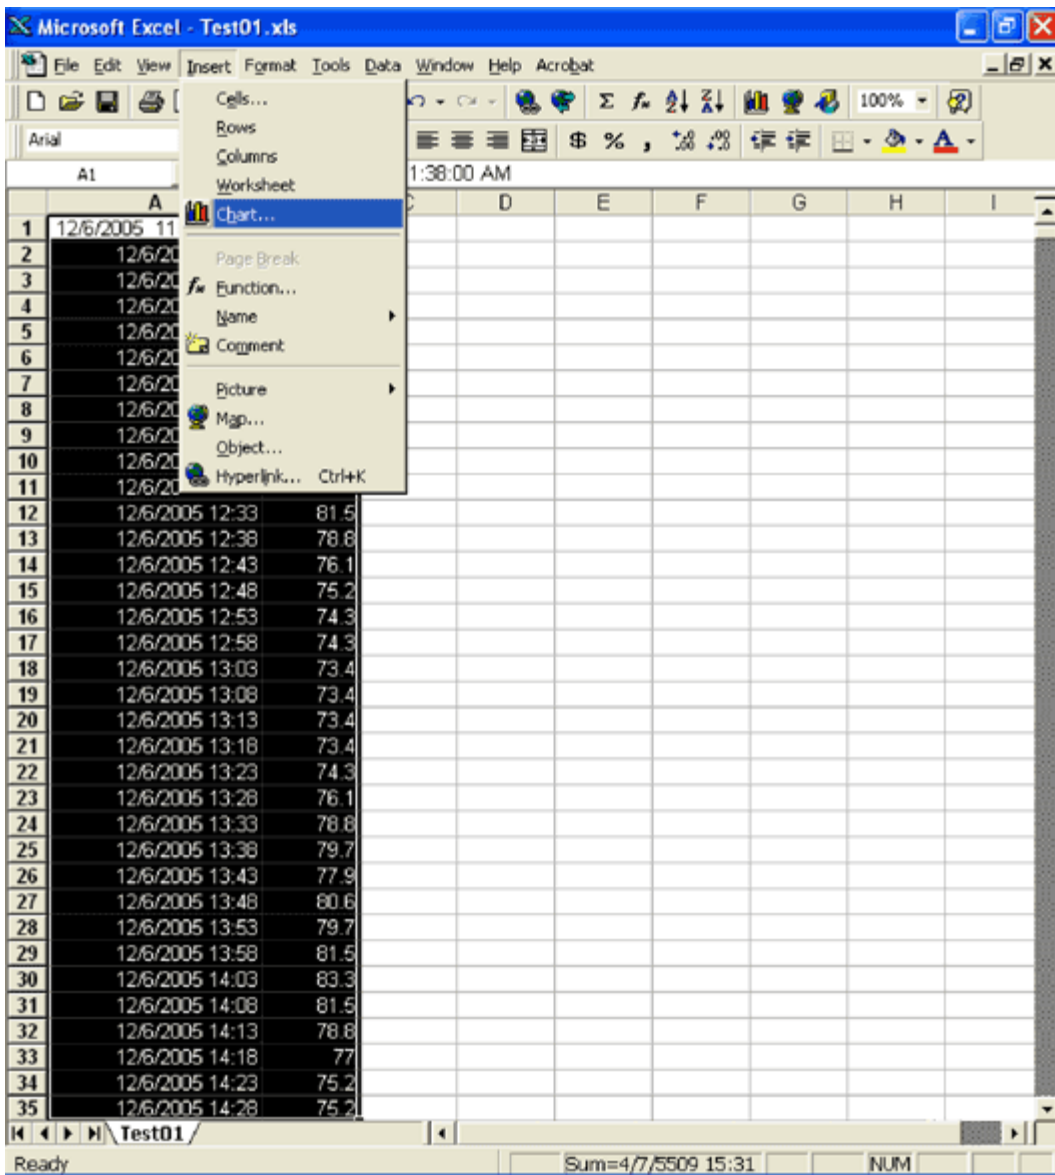 Microsoft Excel - Test01.xls
File Edit View Insert Format Tools Data Window Help Acrobat
100%
Arial
$ % ,
A1 1:38:00 AM
Cells...
Rows
Columns
Worksheet
Chart...
Page Break
Function...
Name
Comment
Picture
Map...
Object...
Hyperlink... Ctrl+K
A C D E F G H I
1 12/6/2005 11
2 12/6/20
3 12/6/20
4 12/6/20
5 12/6/20
6 12/6/20
7 12/6/20
8 12/6/20
9 12/6/20
10 12/6/20
11 12/6/20
12 12/6/2005 12:33 81.5
13 12/6/2005 12:38 78.8
14 12/6/2005 12:43 76.1
15 12/6/2005 12:48 75.2
16 12/6/2005 12:53 74.3
17 12/6/2005 12:58 74.3
18 12/6/2005 13:03 73.4
19 12/6/2005 13:08 73.4
20 12/6/2005 13:13 73.4
21 12/6/2005 13:18 73.4
22 12/6/2005 13:23 74.3
23 12/6/2005 13:28 76.1
24 12/6/2005 13:33 78.8
25 12/6/2005 13:38 79.7
26 12/6/2005 13:43 77.9
27 12/6/2005 13:48 80.6
28 12/6/2005 13:53 79.7
29 12/6/2005 13:58 81.5
30 12/6/2005 14:03 83.3
31 12/6/2005 14:08 81.5
32 12/6/2005 14:13 78.8
33 12/6/2005 14:18 77
34 12/6/2005 14:23 75.2
35 12/6/2005 14:28 75.2
Test01
Ready Sum=4/7/5509 15:31 NUM